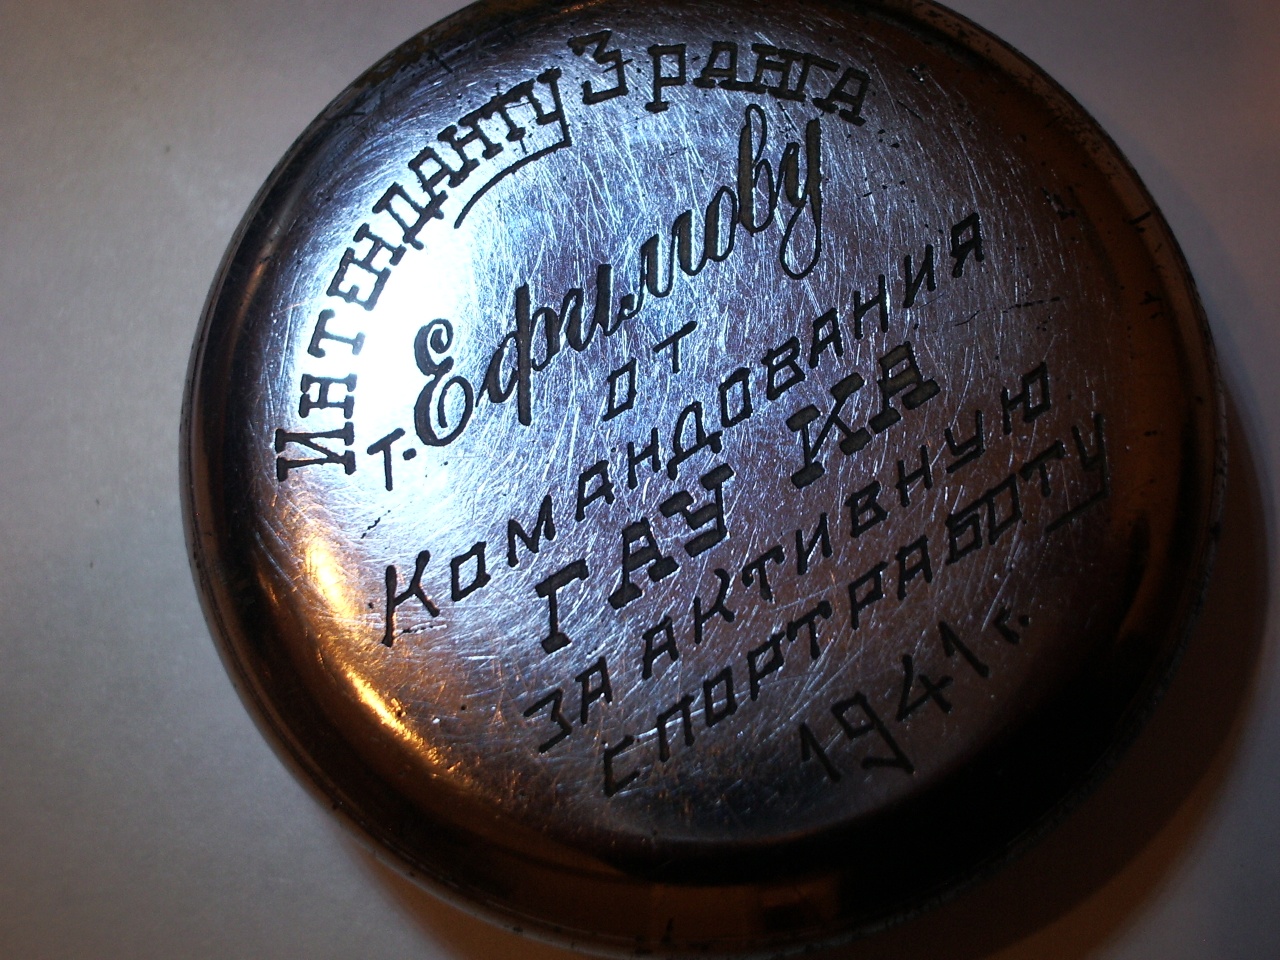 ИНТЕНДАНТУ 3 РАНГА
т. Ефимову
ОТ
КОМАНДОВАНИЯ
ГАУ КА
ЗА АКТИВНУЮ
СПОРТРАБОТУ
1941 г.